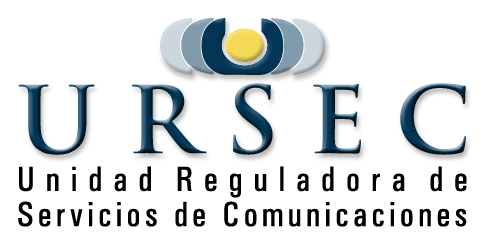 URSEC
Unidad Reguladora de
Servicios de Comunicaciones